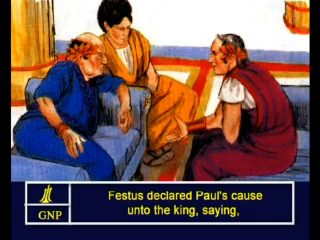 Festus declared Paul's cause
unto the king, saying,
GNP